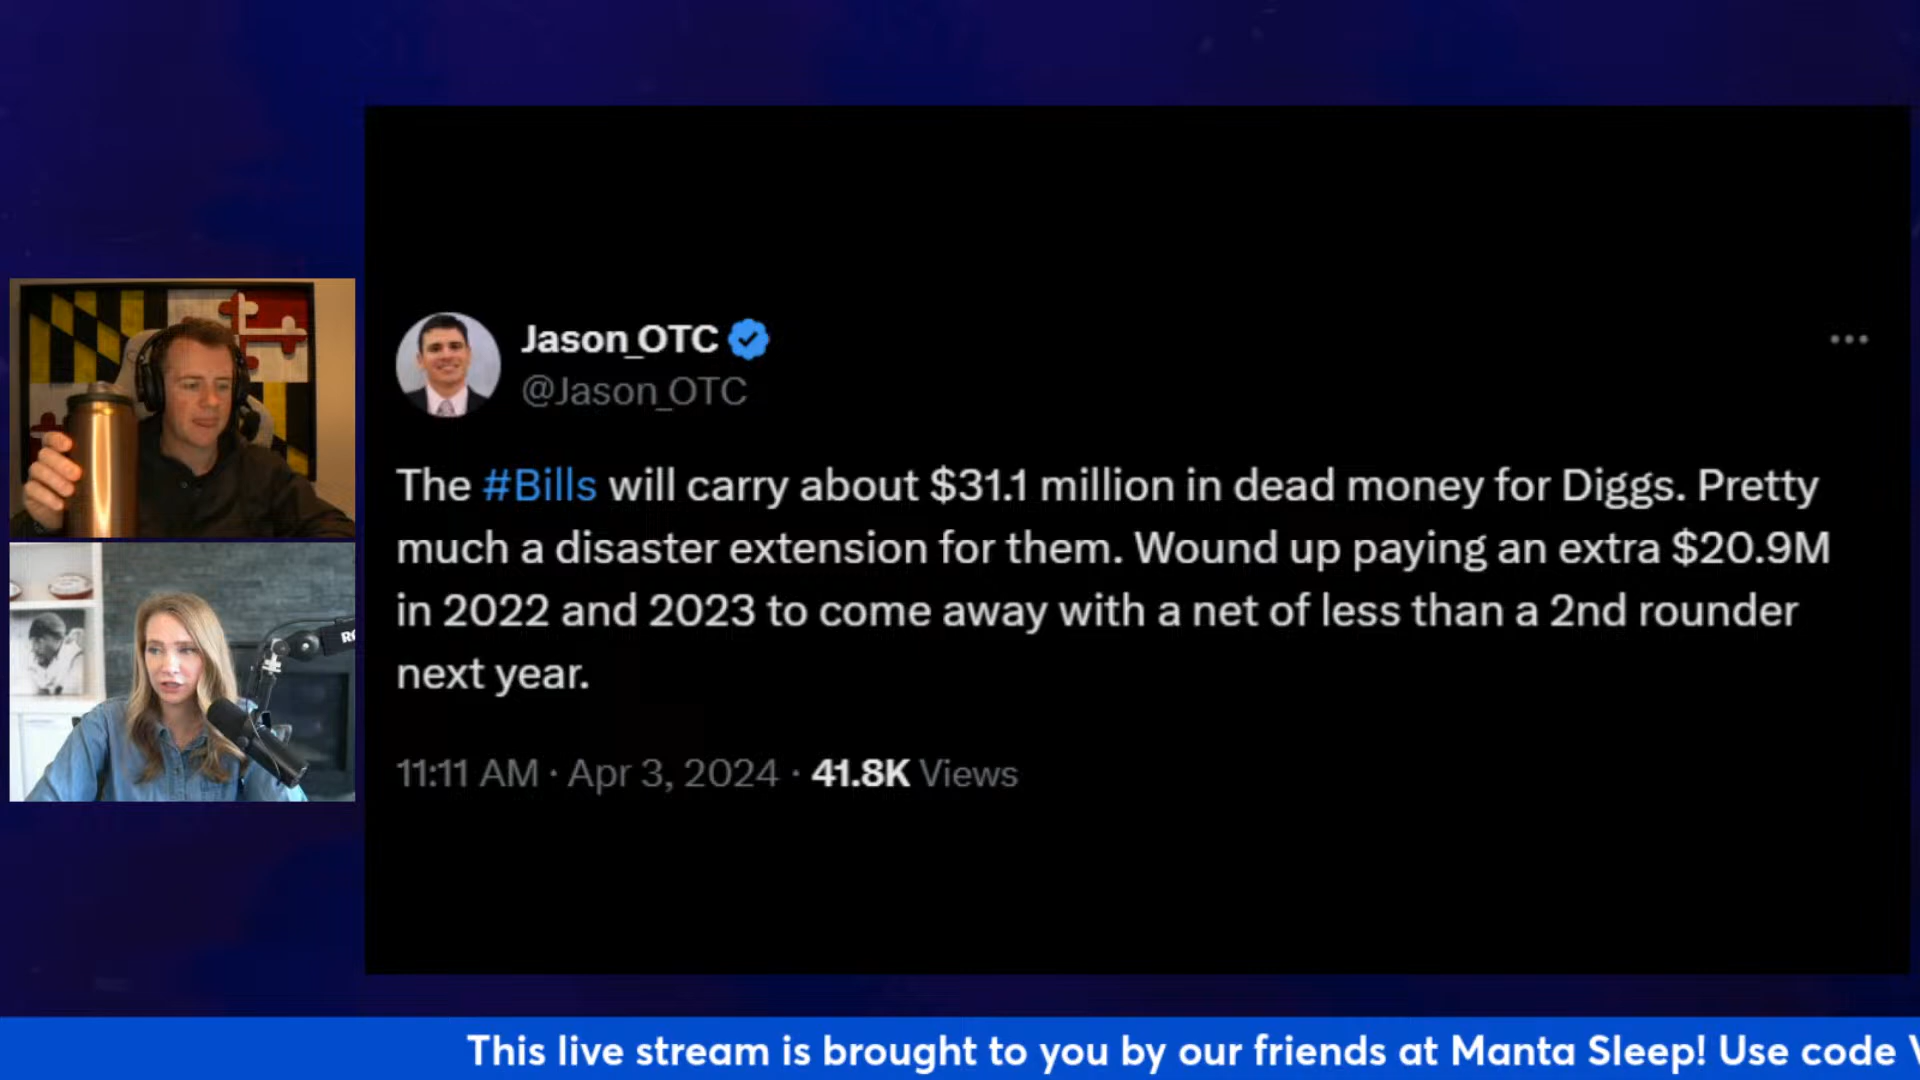 Jason_OTC
@Jason_OTC
The #Bills will carry about $31.1 million in dead money for Diggs. Pretty
much a disaster extension for them. Wound up paying an extra $20.9M
in 2022 and 2023 to come away with a net of less than a 2nd rounder
next year.
11:11 AM · Apr 3, 2024 · 41.8K Views
This live stream is brought to you by our friends at Manta Sleep! Use code